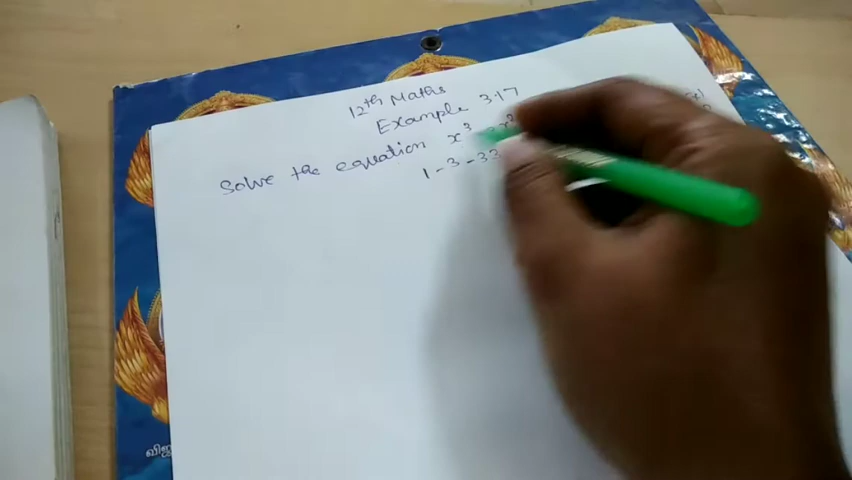 12th Maths
Example 3.17
Solve the equation x³
1 - 3 - 33